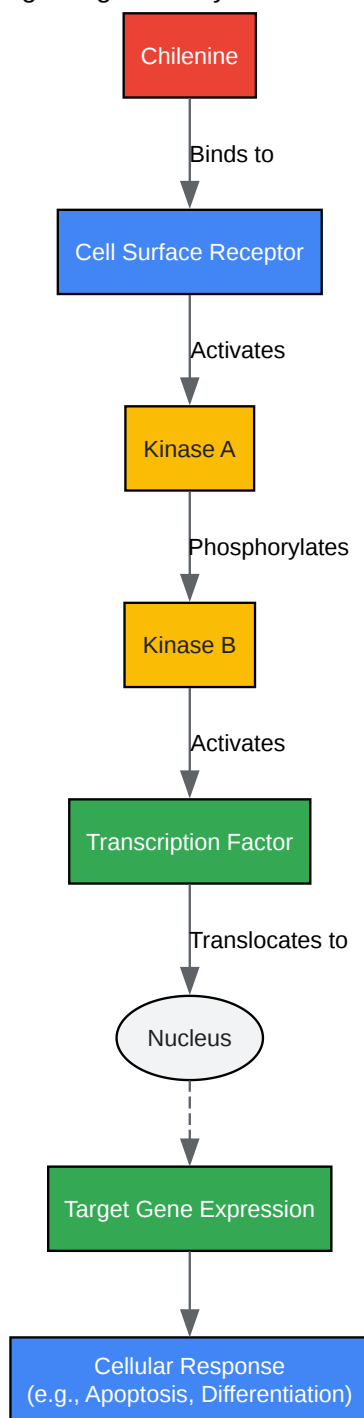 Chilenine
Binds to
Cell Surface Receptor
Activates
Kinase A
Phosphorylates
Kinase B
Activates
Transcription Factor
Translocates to
Nucleus
Target Gene Expression
Cellular Response
(e.g., Apoptosis, Differentiation)